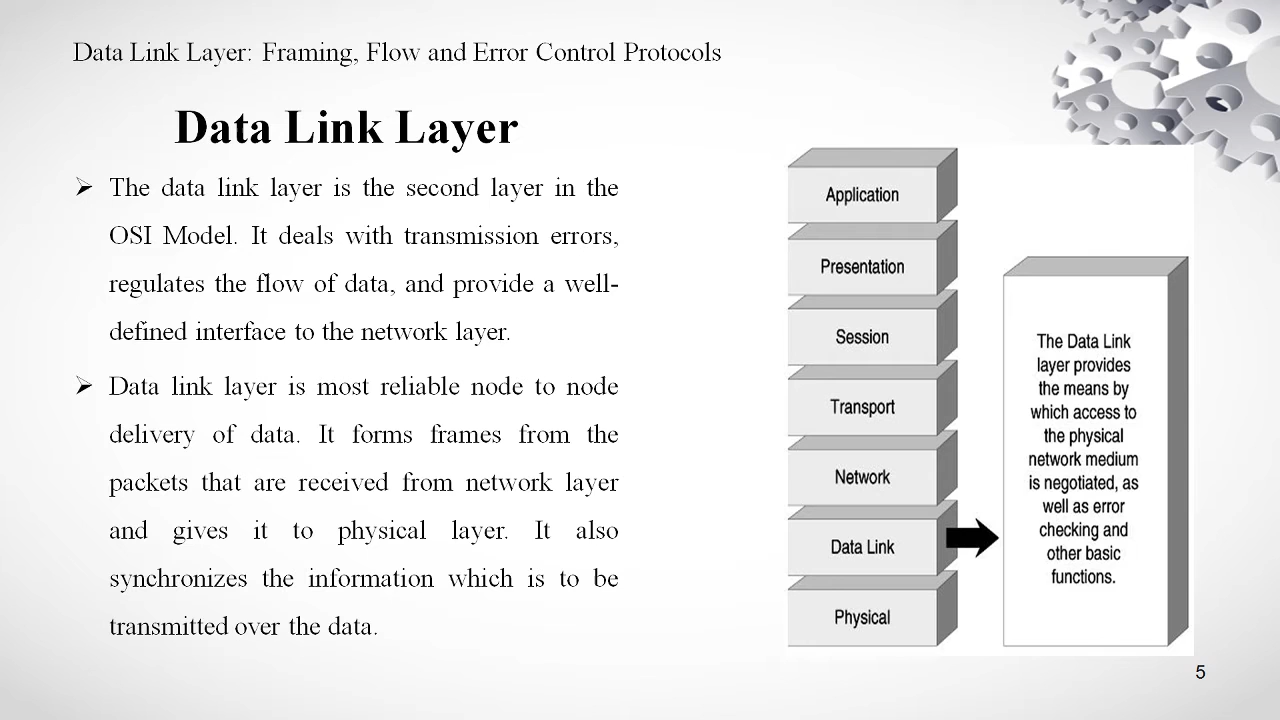 Data Link Layer: Framing, Flow and Error Control Protocols
Data Link Layer
➢ The data link layer is the second layer in the
OSI Model. It deals with transmission errors,
regulates the flow of data, and provide a well-
defined interface to the network layer.
➢ Data link layer is most reliable node to node
delivery of data. It forms frames from the
packets that are received from network layer
and gives it to physical layer. It also
synchronizes the information which is to be
transmitted over the data.
Application
Presentation
Session
Transport
Network
Data Link
Physical
The Data Link
layer provides
the means by
which access to
the physical
network medium
is negotiated, as
well as error
checking and
other basic
functions.
5